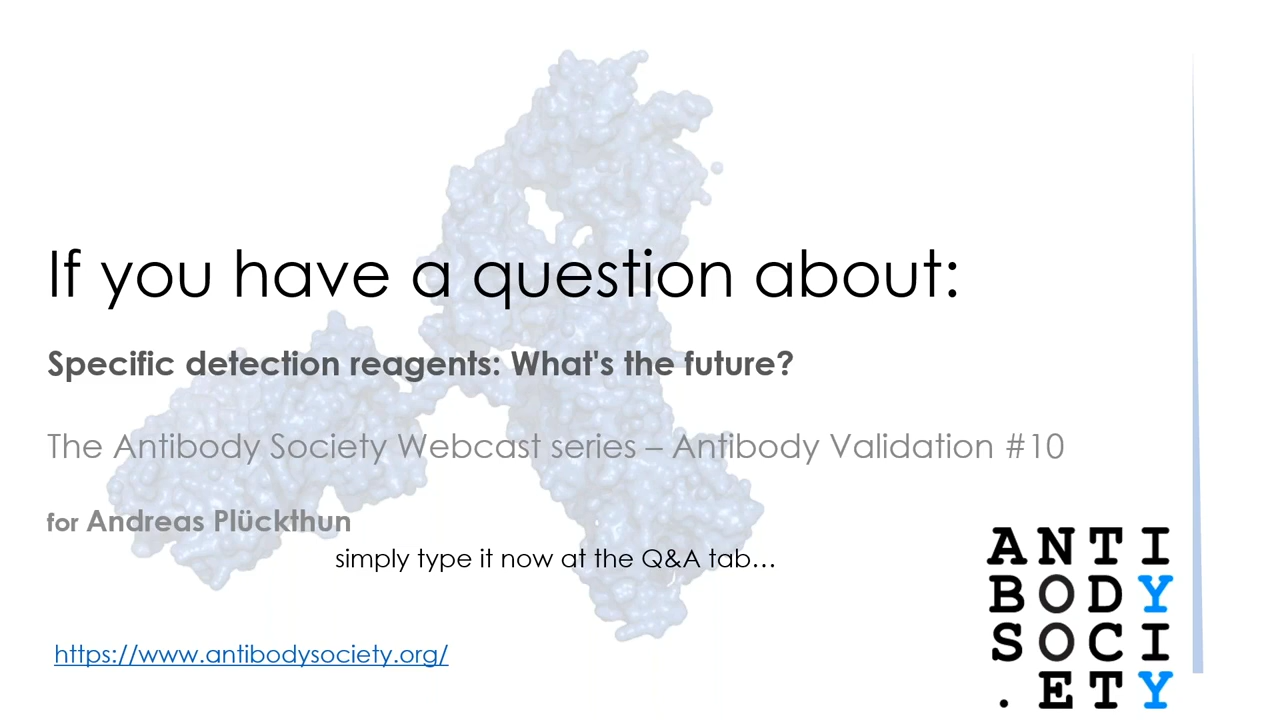 If you have a question about:
Specific detection reagents: What's the future?
The Antibody Society Webcast series – Antibody Validation #10
for Andreas Plückthun
simply type it now at the Q&A tab…
https://www.antibodysociety.org/
ANTI
BODY
SOCI
.ETY